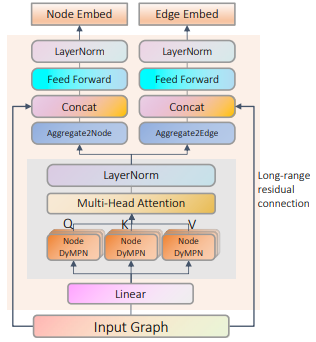 Node Embed Edge Embed
LayerNorm LayerNorm
Feed Forward Feed Forward
Concat Concat
Aggregate2Node Aggregate2Edge
LayerNorm
Long-range
residual
connection
Multi-Head Attention
Q K V
Node Node Node
DyMPN DyMPN DyMPN
Linear
Input Graph